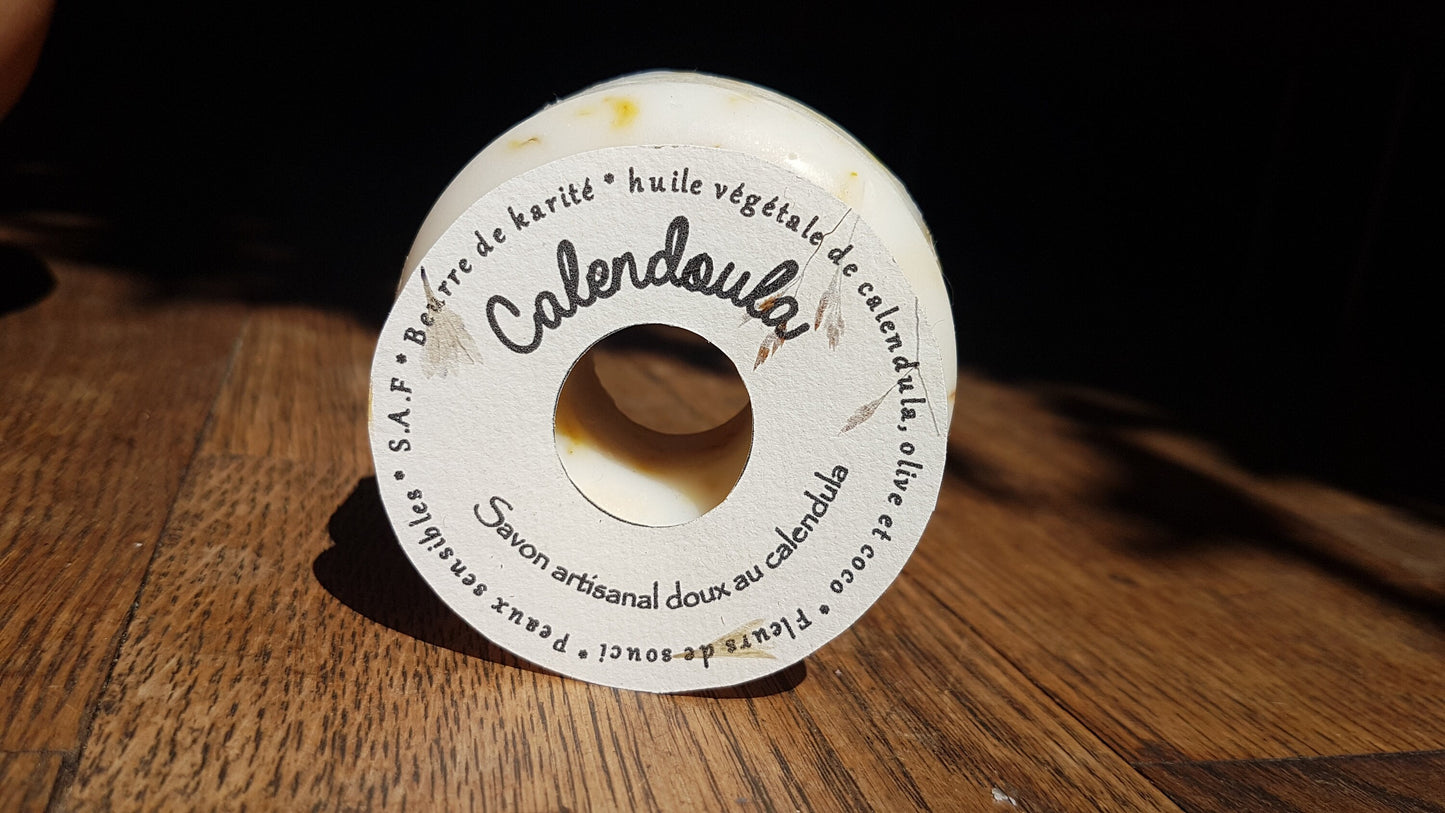 Calendoula
Savon artisanal doux au calendula
S.A.F * Beurre de karité * huile végétale de calendula, olive et coco * Fleurs de souci * Peaux sensibles *